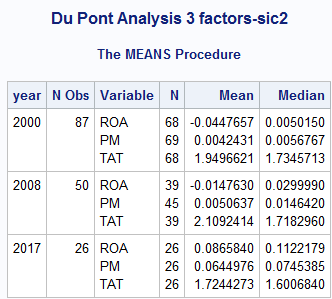 Du Pont Analysis 3 factors-sic2
The MEANS Procedure
year N Obs Variable N Mean Median
2000 87 ROA 68 -0.0447657 0.0050150
PM 69 0.0042431 0.0056767
TAT 68 1.9496621 1.7345713
2008 50 ROA 39 -0.0147630 0.0299990
PM 45 0.0050637 0.0146420
TAT 39 2.1092414 1.7182960
2017 26 ROA 26 0.0865840 0.1122179
PM 26 0.0644976 0.0745385
TAT 26 1.7244273 1.6006840